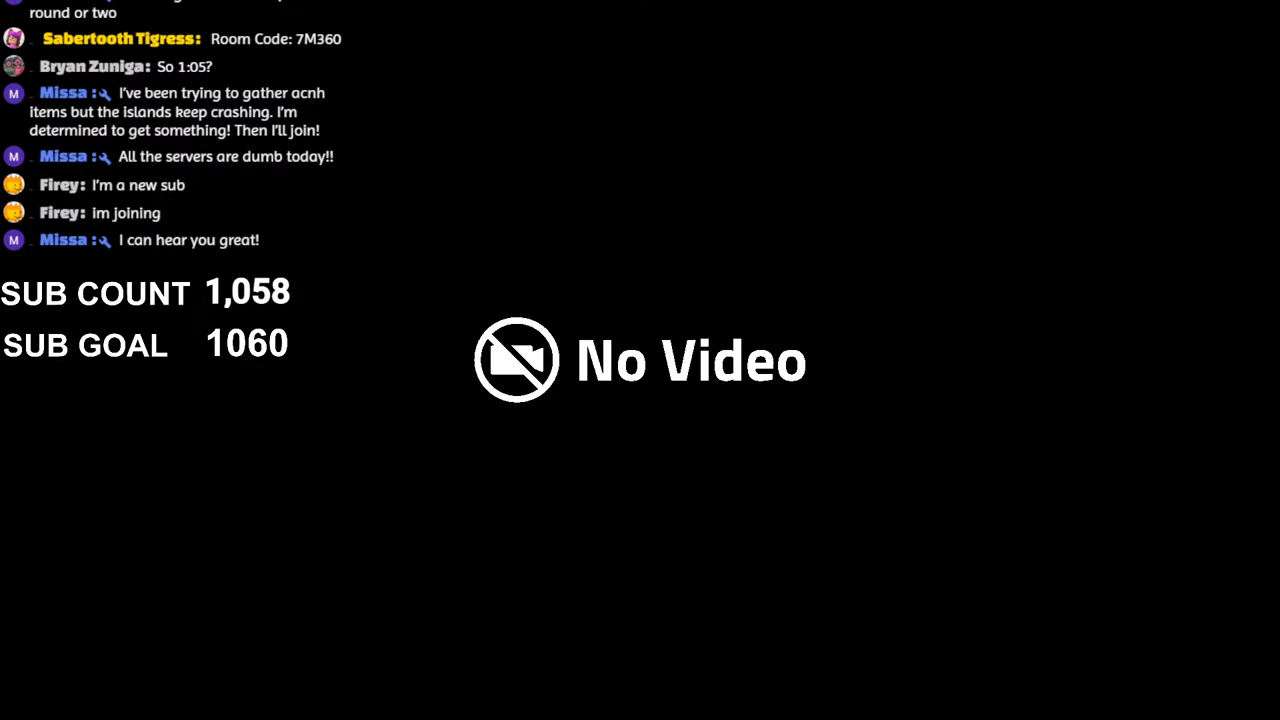 round or two
Sabertooth Tigress: Room Code: 7M360
Bryan Zuniga: So 1:05?
M Missa : I've been trying to gather acnh
items but the islands keep crashing. I'm
determined to get something! Then I'll join!
M Missa : All the servers are dumb today!!
Firey: I'm a new sub
Firey: im joining
M Missa : I can hear you great!
SUB COUNT 1,058
SUB GOAL 1060
No Video